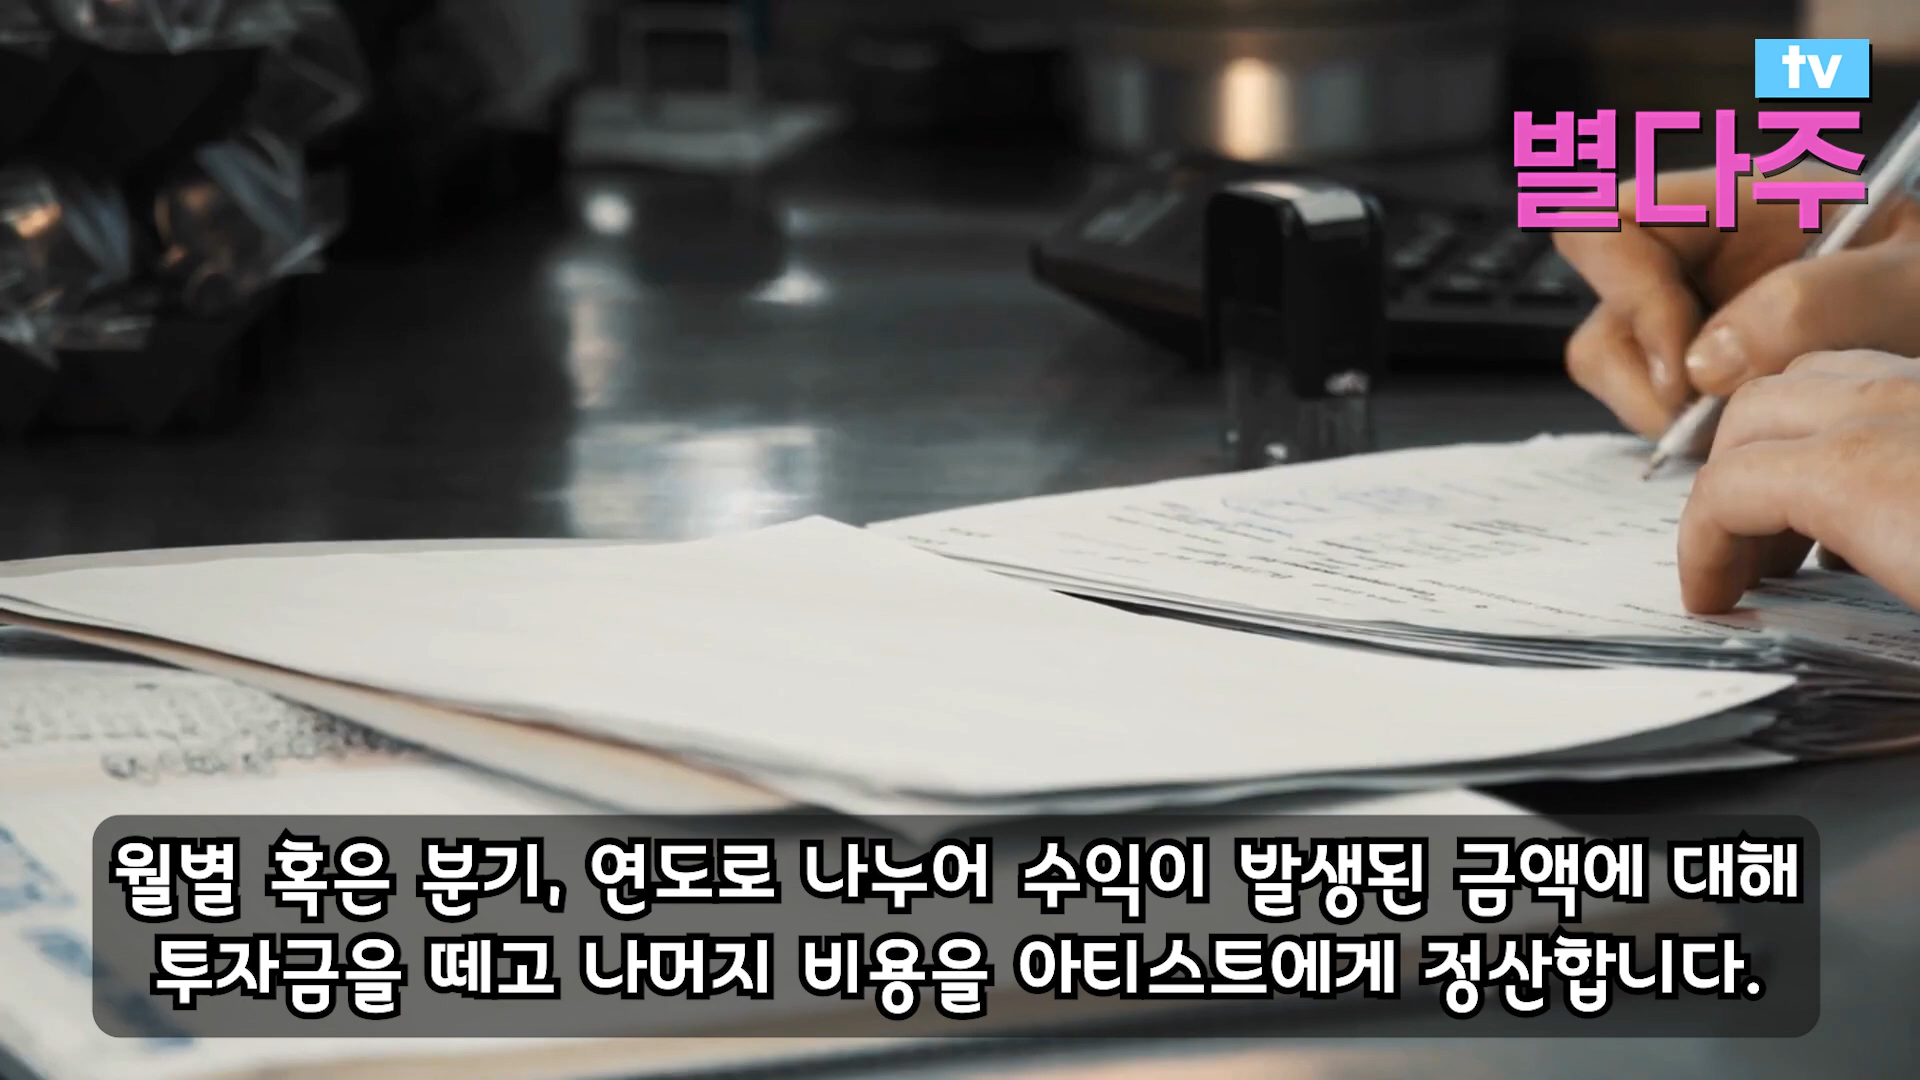 tv
별다주
월별 혹은 분기, 연도로 나누어 수익이 발생된 금액에 대해
투자금을 떼고 나머지 비용을 아티스트에게 정산합니다.